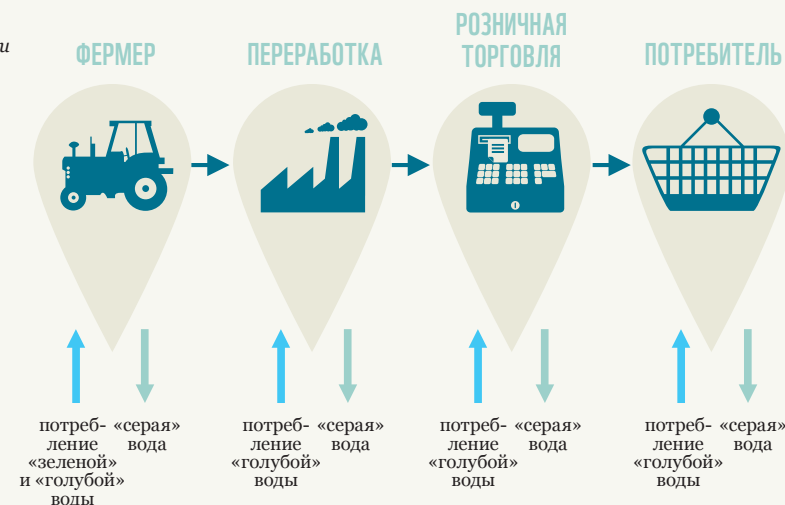 и
ФЕРМЕР
ПЕРЕРАБОТКА
РОЗНИЧНАЯ
ТОРГОВЛЯ
ПОТРЕБИТЕЛЬ
потреб-
ление
«зеленой»
и «голубой»
воды
«серая»
вода
потреб-
ление
«голубой»
воды
«серая»
вода
потреб-
ление
«голубой»
воды
«серая»
вода
потреб-
ление
«голубой»
воды
«серая»
вода